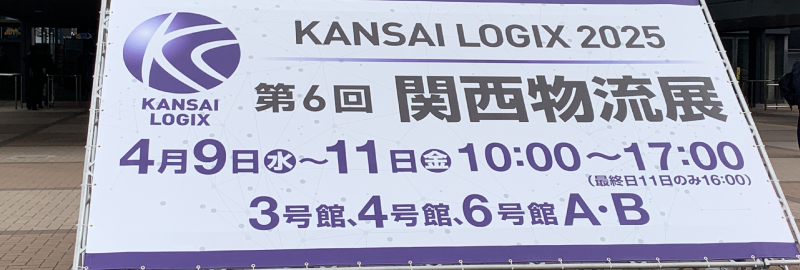 KANSAI LOGIX 2025
KANSAI
LOGIX
第6回 関西物流展
4月9日㊌〜11日㊎ 10:00〜17:00
(最終日11日のみ16:00)
3号館、4号館、6号館 A・B